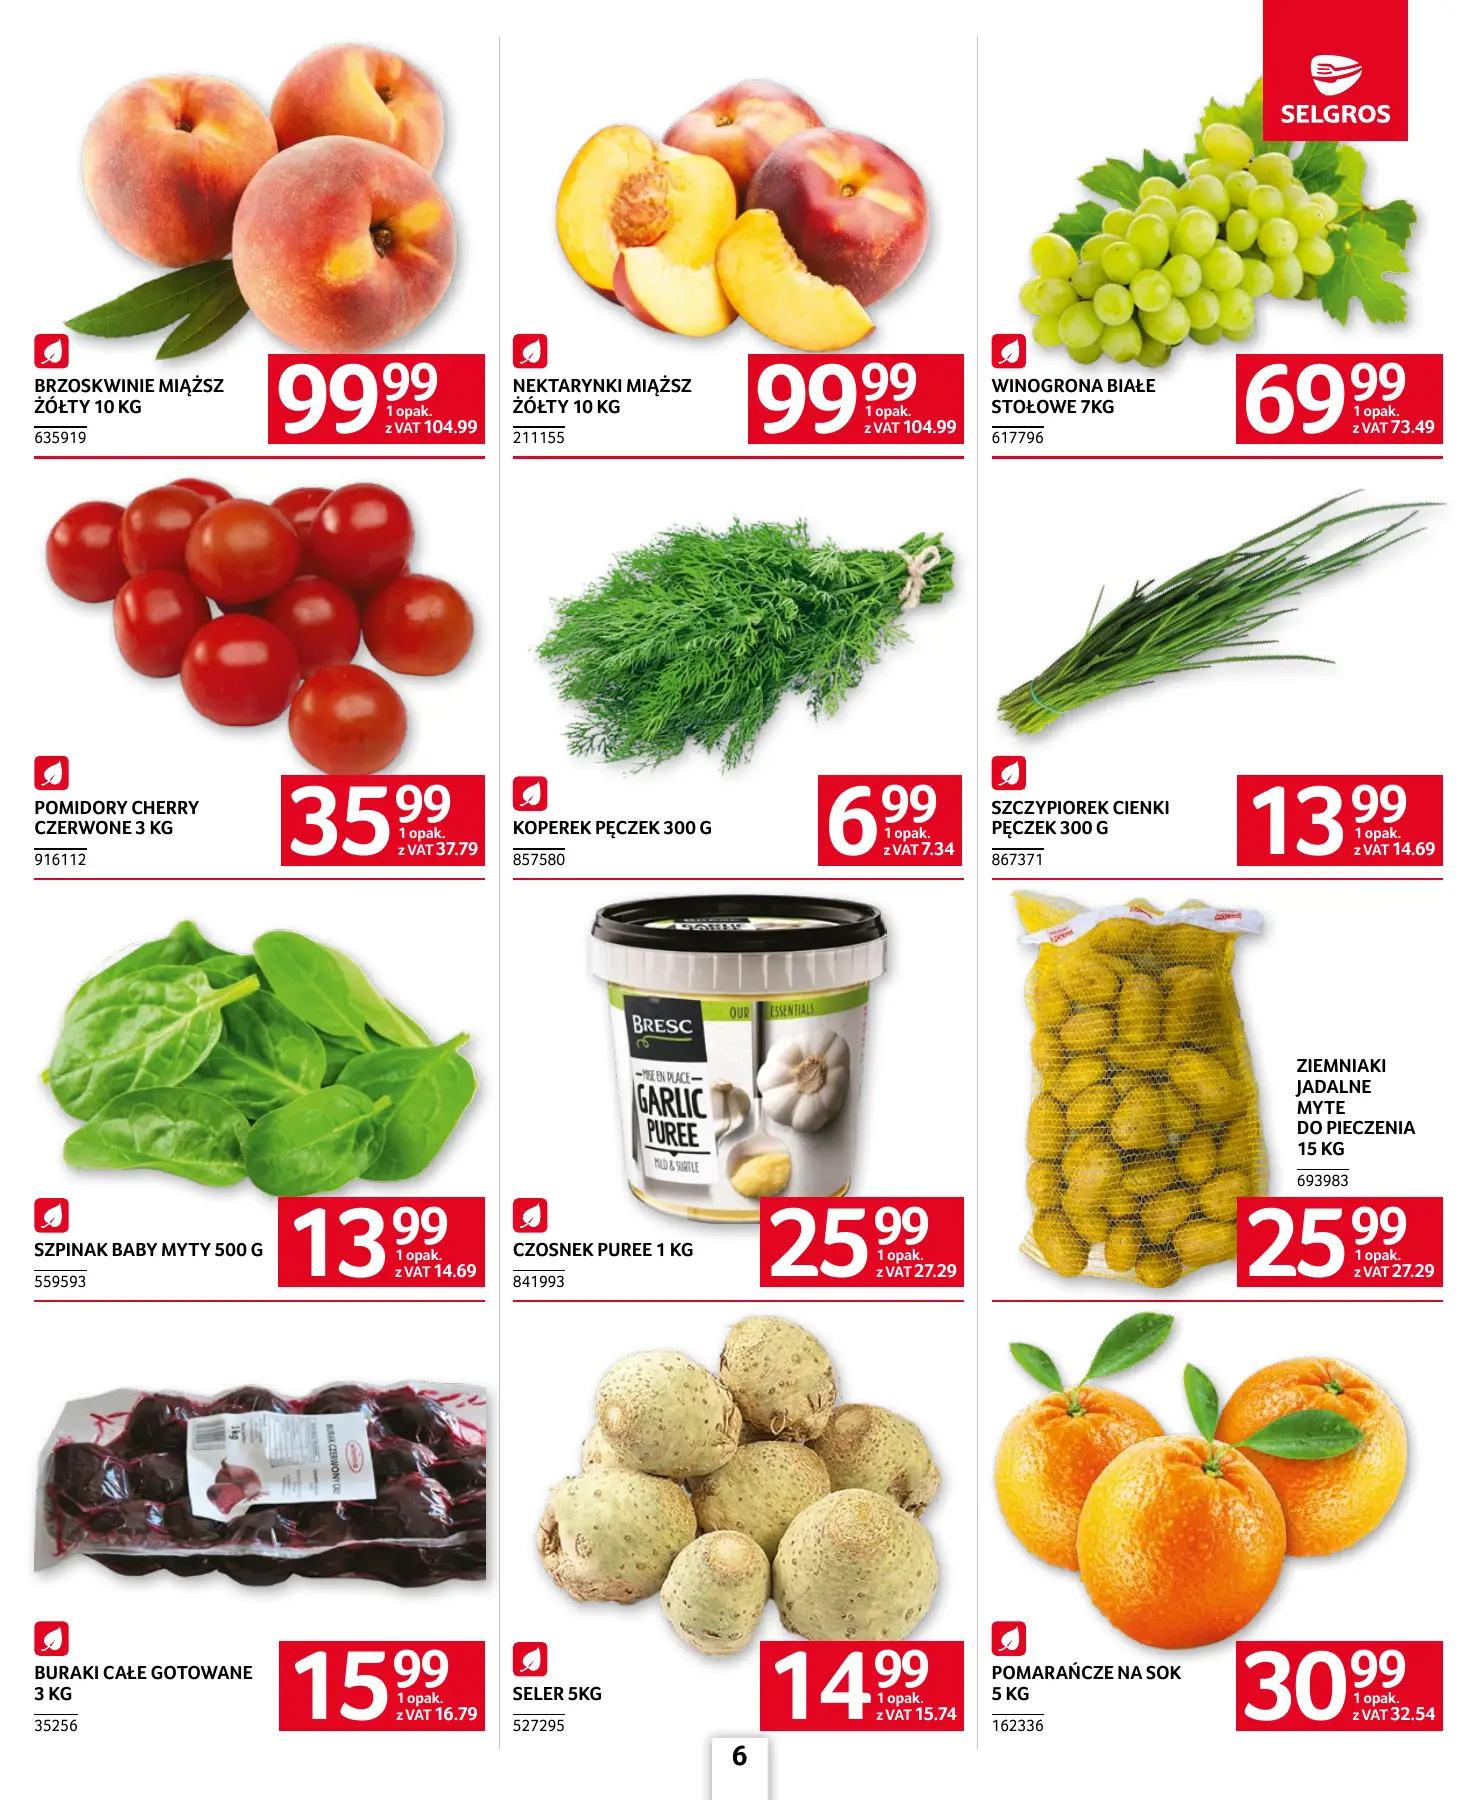 SELGROS
BRZOSKWINIE MIĄŻSZ
ŻÓŁTY 10 KG
635919
99 99
1 opak.
z VAT 104.99
NEKTARYNKI MIĄŻSZ
ŻÓŁTY 10 KG
211155
99 99
1 opak.
z VAT 104.99
WINOGRONA BIAŁE
STOŁOWE 7KG
617796
69 99
1 opak.
z VAT 73.49
POMIDORY CHERRY
CZERWONE 3 KG
916112
35 99
1 opak.
z VAT 37.79
KOPEREK PĘCZEK 300 G
857580
6 99
1 opak.
z VAT 7.34
SZCZYPIOREK CIENKI
PĘCZEK 300 G
867371
13 99
1 opak.
z VAT 14.69
SZPINAK BABY MYTY 500 G
559593
13 99
1 opak.
z VAT 14.69
OUR ESSENTIALS
BRESC
MISE EN PLACE
GARLIC
PUREE
MILD & SUBTLE
CZOSNEK PUREE 1 KG
841993
25 99
1 opak.
z VAT 27.29
ZIEMNIAKI
JADALNE
MYTE
DO PIECZENIA
15 KG
693983
25 99
1 opak.
z VAT 27.29
3 kg
BURAK CZERWONY
BURAKI CAŁE GOTOWANE
3 KG
35256
15 99
1 opak.
z VAT 16.79
SELER 5KG
527295
14 99
1 opak.
z VAT 15.74
POMARAŃCZE NA SOK
5 KG
162336
30 99
1 opak.
z VAT 32.54
6